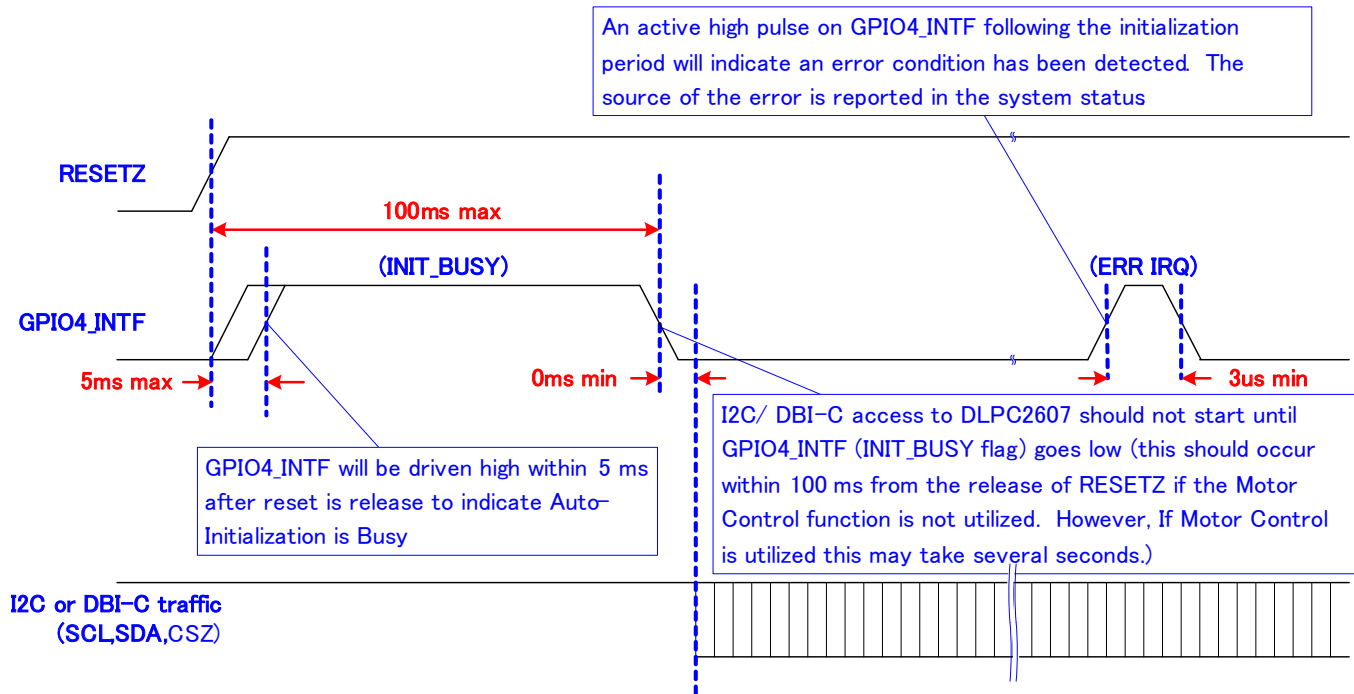 An active high pulse on GPIO4_INTF following the initialization
period will indicate an error condition has been detected. The
source of the error is reported in the system status
RESETZ
100ms max
(INIT_BUSY)
(ERR IRQ)
GPIO4_INTF
5ms max
0ms min
3us min
GPIO4_INTF will be driven high within 5 ms
after reset is release to indicate Auto-
Initialization is Busy
I2C/ DBI-C access to DLPC2607 should not start until
GPIO4_INTF (INIT_BUSY flag) goes low (this should occur
within 100 ms from the release of RESETZ if the Motor
Control function is not utilized. However, If Motor Control
is utilized this may take several seconds.)
I2C or DBI-C traffic
(SCL,SDA,CSZ)